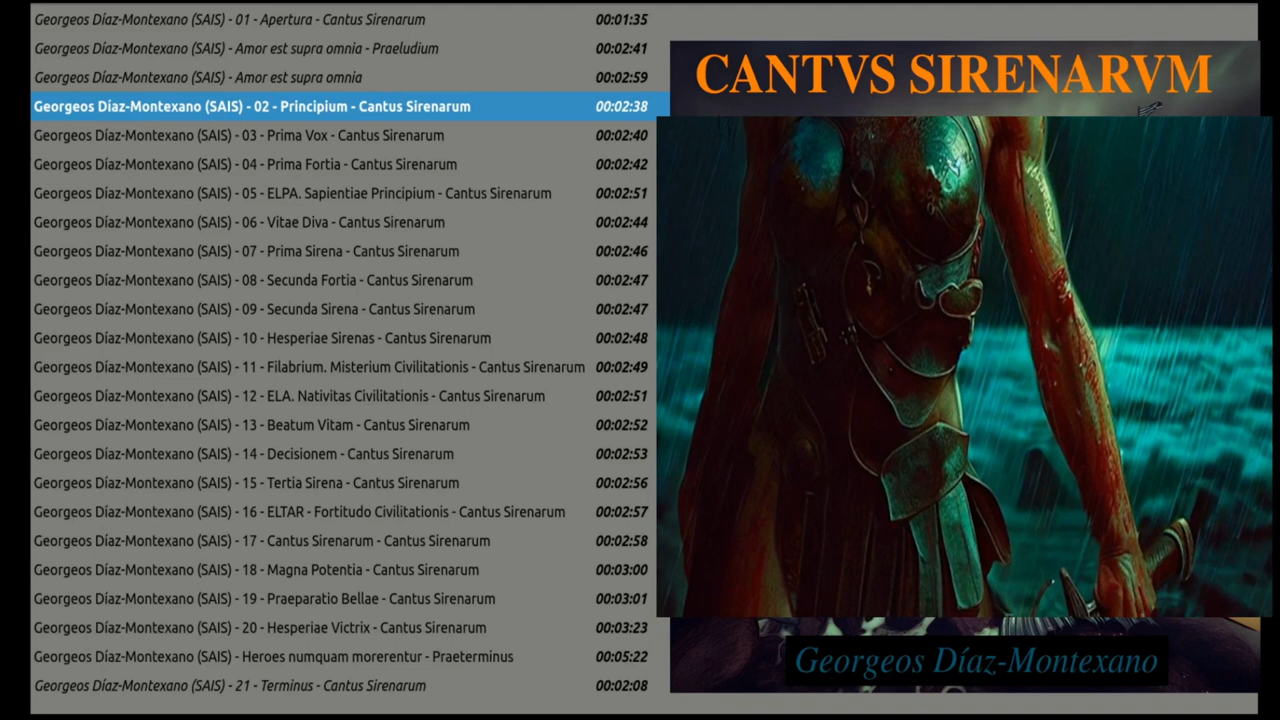 Georgeos Díaz-Montexano (SAIS) - 01 - Apertura - Cantus Sirenarum 00:01:35
Georgeos Díaz-Montexano (SAIS) - Amor est supra omnia - Praeludium 00:02:41
Georgeos Díaz-Montexano (SAIS) - Amor est supra omnia 00:02:59
Georgeos Díaz-Montexano (SAIS) - 02 - Principium - Cantus Sirenarum 00:02:38
Georgeos Díaz-Montexano (SAIS) - 03 - Prima Vox - Cantus Sirenarum 00:02:40
Georgeos Díaz-Montexano (SAIS) - 04 - Prima Fortia - Cantus Sirenarum 00:02:42
Georgeos Díaz-Montexano (SAIS) - 05 - ELPA. Sapientiae Principium - Cantus Sirenarum 00:02:51
Georgeos Díaz-Montexano (SAIS) - 06 - Vitae Diva - Cantus Sirenarum 00:02:44
Georgeos Díaz-Montexano (SAIS) - 07 - Prima Sirena - Cantus Sirenarum 00:02:46
Georgeos Díaz-Montexano (SAIS) - 08 - Secunda Fortia - Cantus Sirenarum 00:02:47
Georgeos Díaz-Montexano (SAIS) - 09 - Secunda Sirena - Cantus Sirenarum 00:02:47
Georgeos Díaz-Montexano (SAIS) - 10 - Hesperiae Sirenas - Cantus Sirenarum 00:02:48
Georgeos Díaz-Montexano (SAIS) - 11 - Filabrium. Misterium Civilitationis - Cantus Sirenarum 00:02:49
Georgeos Díaz-Montexano (SAIS) - 12 - ELA. Nativitas Civilitationis - Cantus Sirenarum 00:02:51
Georgeos Díaz-Montexano (SAIS) - 13 - Beatum Vitam - Cantus Sirenarum 00:02:52
Georgeos Díaz-Montexano (SAIS) - 14 - Decisionem - Cantus Sirenarum 00:02:53
Georgeos Díaz-Montexano (SAIS) - 15 - Tertia Sirena - Cantus Sirenarum 00:02:56
Georgeos Díaz-Montexano (SAIS) - 16 - ELTAR - Fortitudo Civilitationis - Cantus Sirenarum 00:02:57
Georgeos Díaz-Montexano (SAIS) - 17 - Cantus Sirenarum - Cantus Sirenarum 00:02:58
Georgeos Díaz-Montexano (SAIS) - 18 - Magna Potentia - Cantus Sirenarum 00:03:00
Georgeos Díaz-Montexano (SAIS) - 19 - Praeparatio Bellae - Cantus Sirenarum 00:03:01
Georgeos Díaz-Montexano (SAIS) - 20 - Hesperiae Victrix - Cantus Sirenarum 00:03:23
Georgeos Díaz-Montexano (SAIS) - Heroes numquam morerentur - Praeterminus 00:05:22
Georgeos Díaz-Montexano (SAIS) - 21 - Terminus - Cantus Sirenarum 00:02:08
CANTVS SIRENARVM
Georgeos Díaz-Montexano